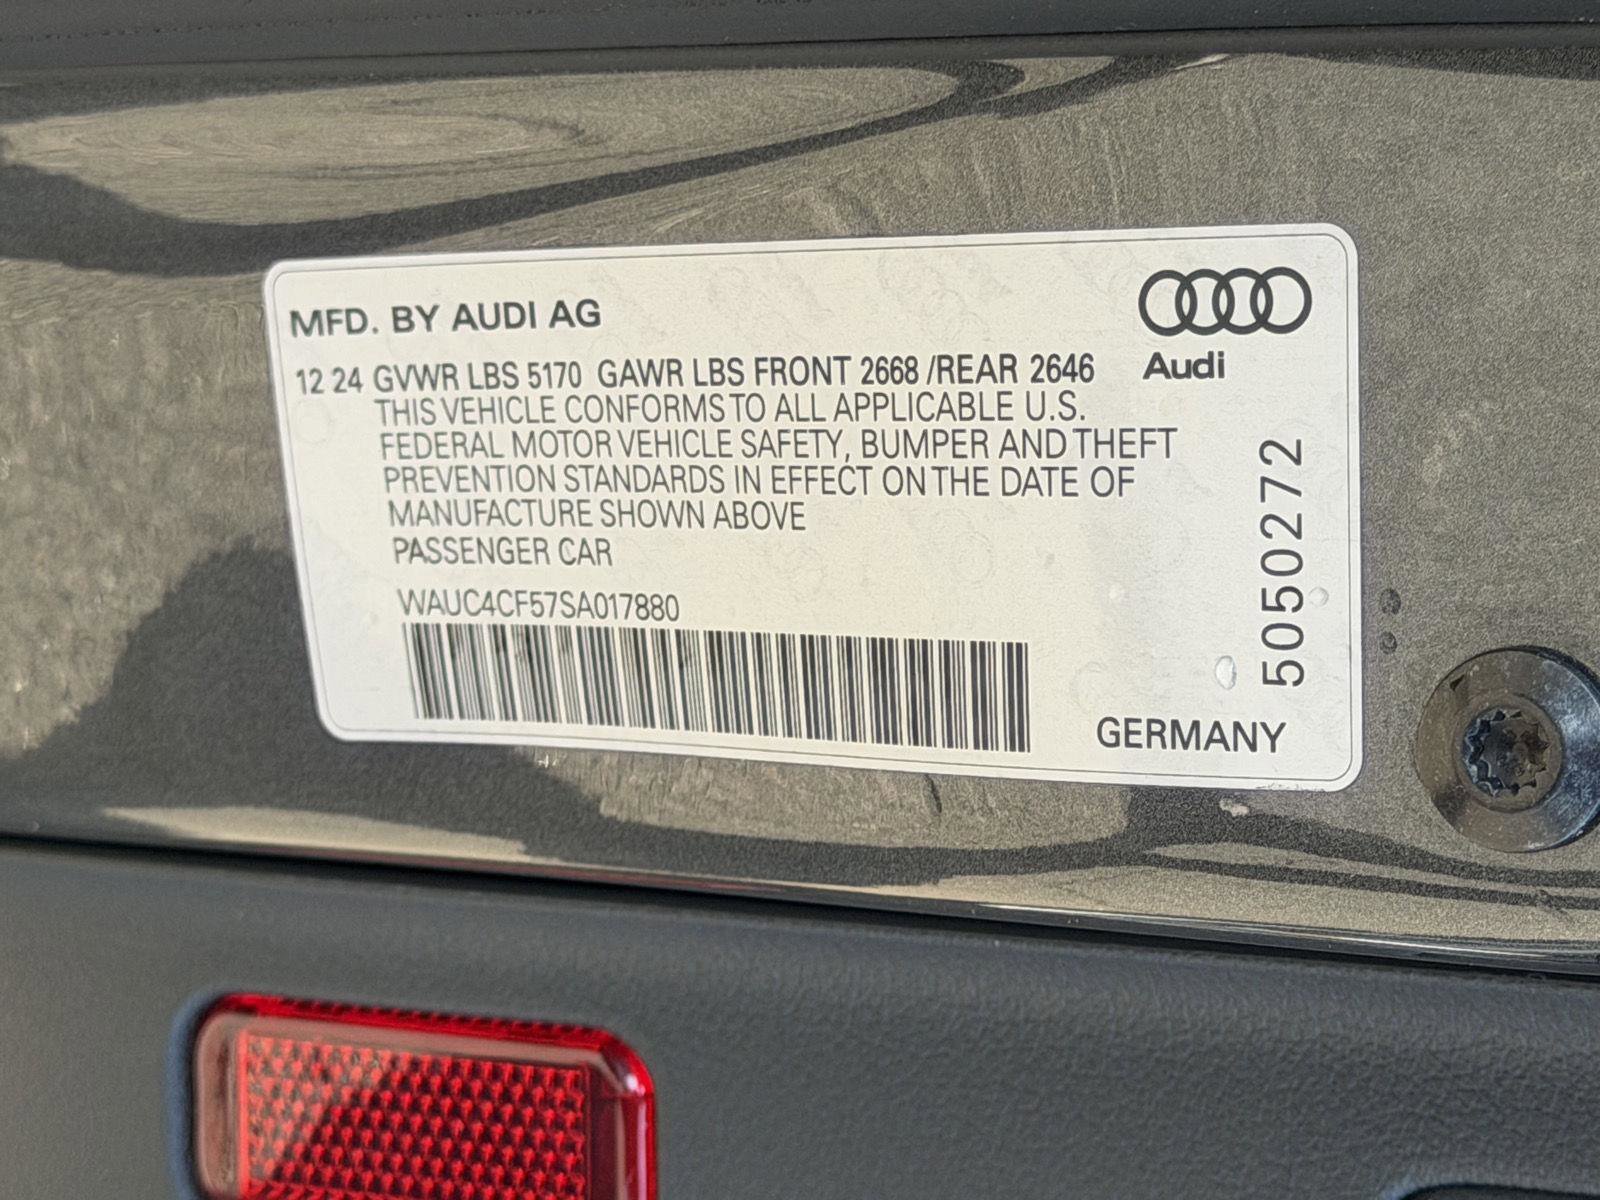 MFD. BY AUDI AG
Audi
12 24 GVWR LBS 5170 GAWR LBS FRONT 2668 /REAR 2646
THIS VEHICLE CONFORMS TO ALL APPLICABLE U.S.
FEDERAL MOTOR VEHICLE SAFETY, BUMPER AND THEFT
PREVENTION STANDARDS IN EFFECT ON THE DATE OF
MANUFACTURE SHOWN ABOVE
PASSENGER CAR
WAUC4CF57SA017880
5050272
GERMANY